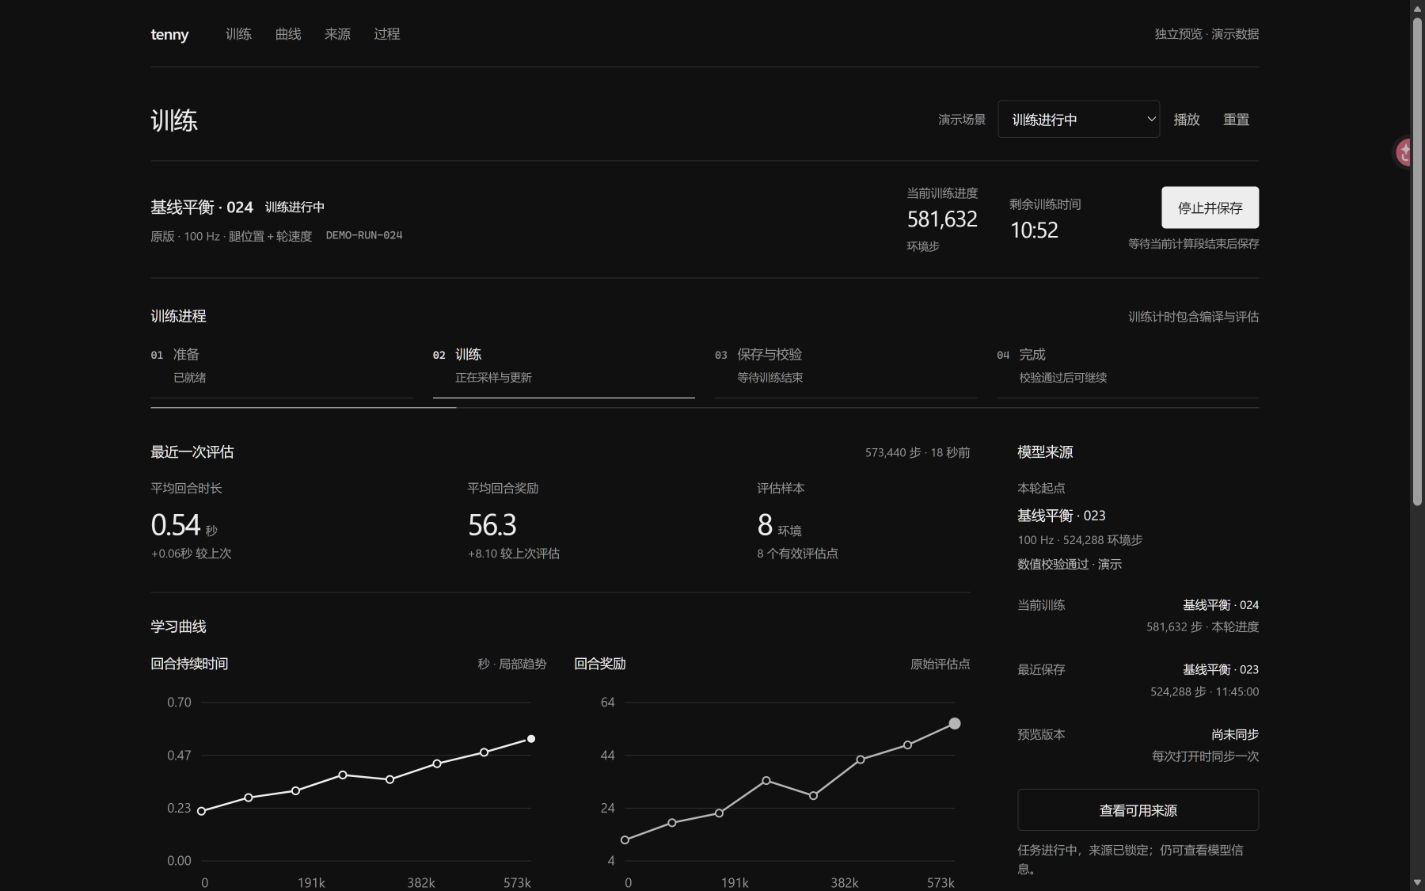 tenny 训练 曲线 来源 过程 独立预览 · 演示数据
训练 演示场景 训练进行中 播放 重置
基线平衡 · 024 训练进行中
原版 · 100 Hz · 腿位置 + 轮速度 DEMO-RUN-024
当前训练进度
581,632
环境步
剩余训练时间
10:52
停止并保存
等待当前计算段结束后保存
训练进程 训练计时包含编译与评估
01 准备
已就绪
02 训练
正在采样与更新
03 保存与校验
等待训练结束
04 完成
校验通过后可继续
最近一次评估 573,440 步 · 18 秒前
平均回合时长
0.54 秒
+0.06秒 较上次
平均回合奖励
56.3
+8.10 较上次评估
评估样本
8 环境
8 个有效评估点
学习曲线
回合持续时间 秒 · 局部趋势
0.70
0.47
0.23
0.00
0 191k 382k 573k
回合奖励 原始评估点
64
44
24
4
0 191k 382k 573k
模型来源
本轮起点
基线平衡 · 023
100 Hz · 524,288 环境步
数值校验通过 · 演示
当前训练 基线平衡 · 024
581,632 步 · 本轮进度
最近保存 基线平衡 · 023
524,288 步 · 11:45:00
预览版本 尚未同步
每次打开时同步一次
查看可用来源
任务进行中，来源已锁定；仍可查看模型信
息。